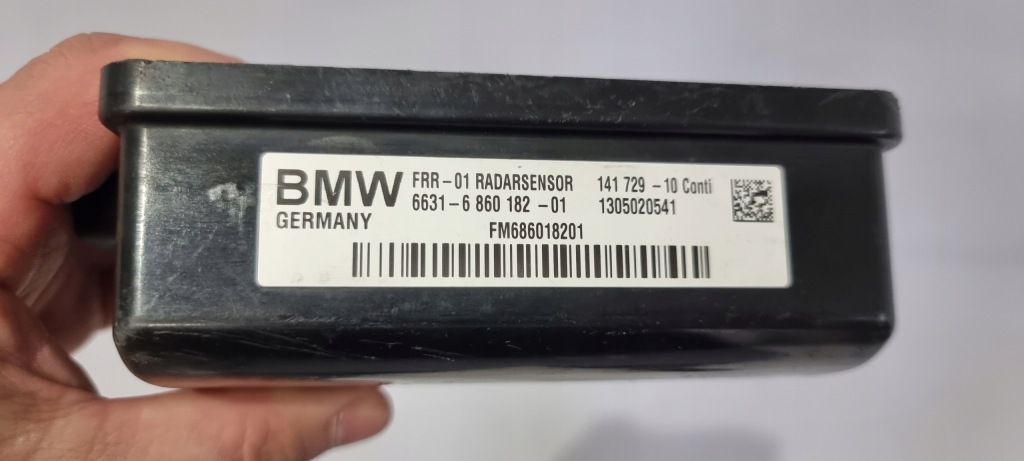 BMW FRR-01 RADARSENSOR 141 729 -10 Conti
GERMANY 6631-6 860 182 -01 1305020541
FM686018201